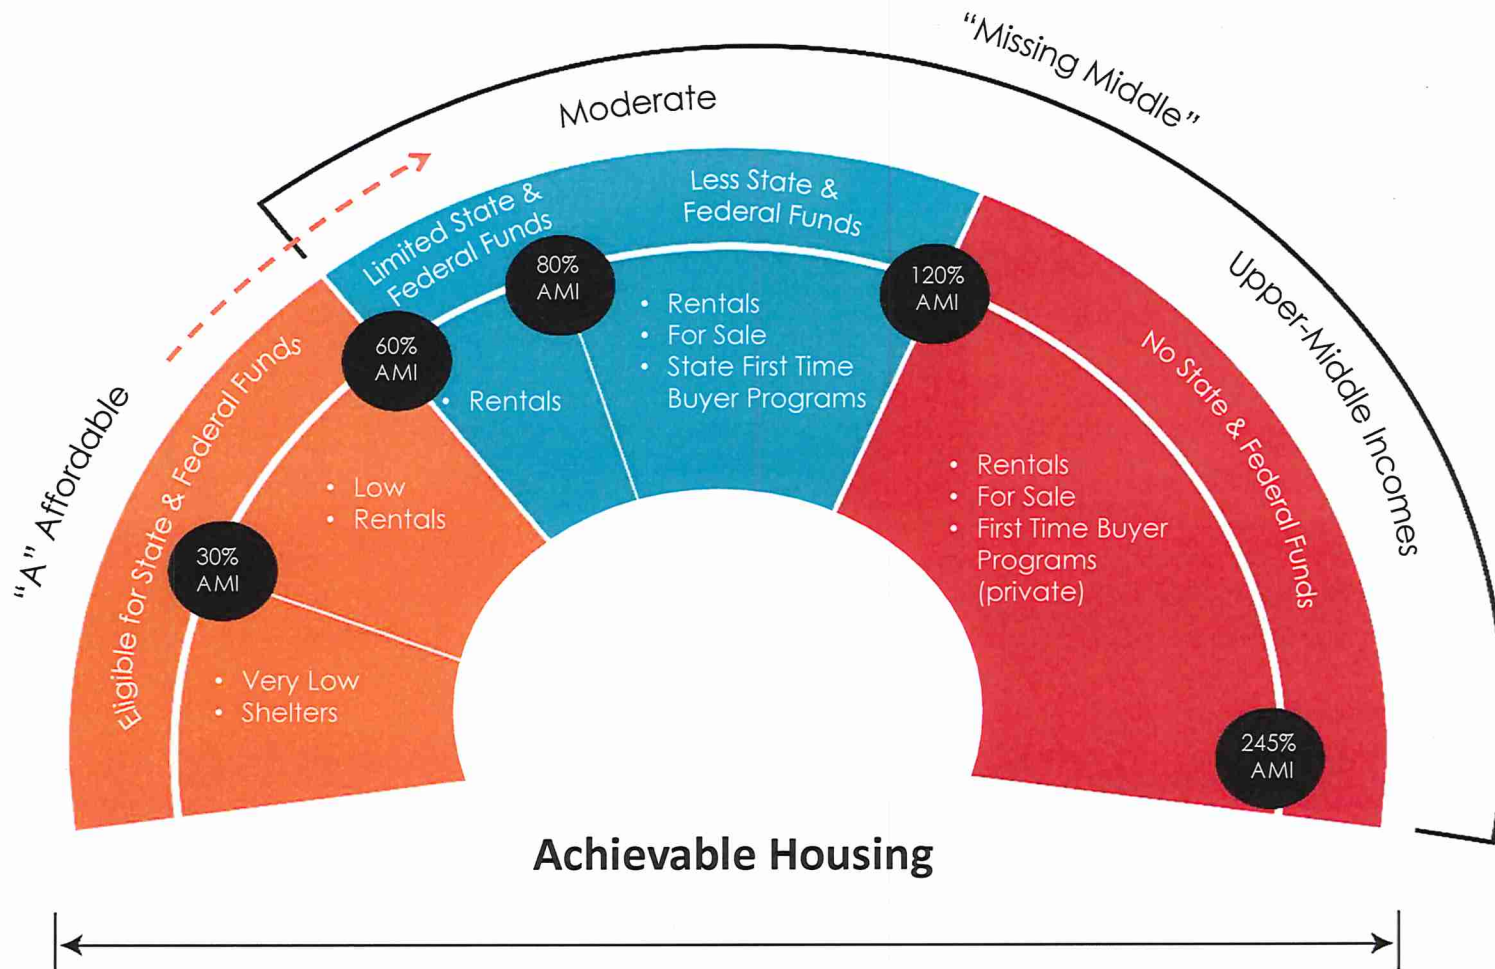 “Missing Middle”
Moderate
Upper-Middle Incomes
“A” Affordable
Eligible for State & Federal Funds
Limited State &
Federal Funds
Less State &
Federal Funds
No State & Federal Funds
30%
AMI
60%
AMI
80%
AMI
120%
AMI
245%
AMI
• Very Low
• Shelters
• Low
• Rentals
• Rentals
• Rentals
• For Sale
• State First Time
Buyer Programs
• Rentals
• For Sale
• First Time Buyer
Programs
(private)
Achievable Housing